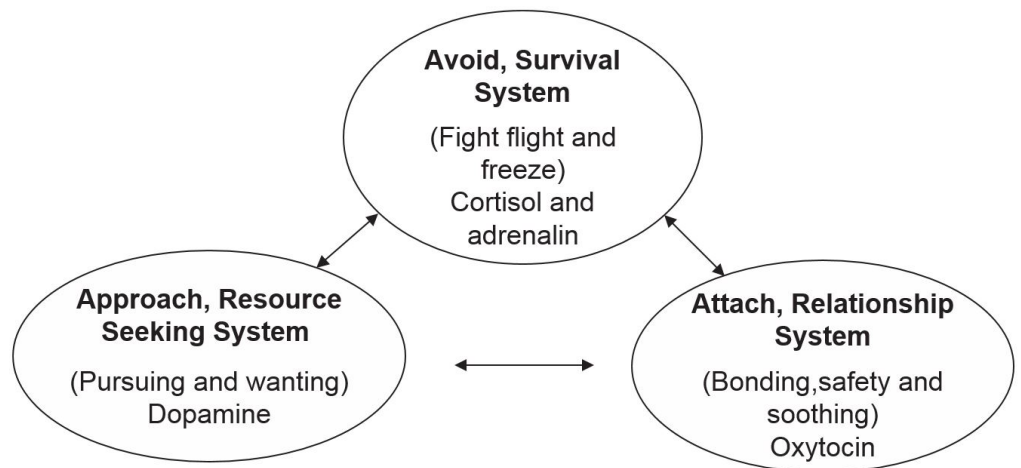 Avoid, Survival
System
(Fight flight and
freeze)
Cortisol and
adrenalin
Approach, Resource
Seeking System
(Pursuing and wanting)
Dopamine
Attach, Relationship
System
(Bonding,safety and
soothing)
Oxytocin